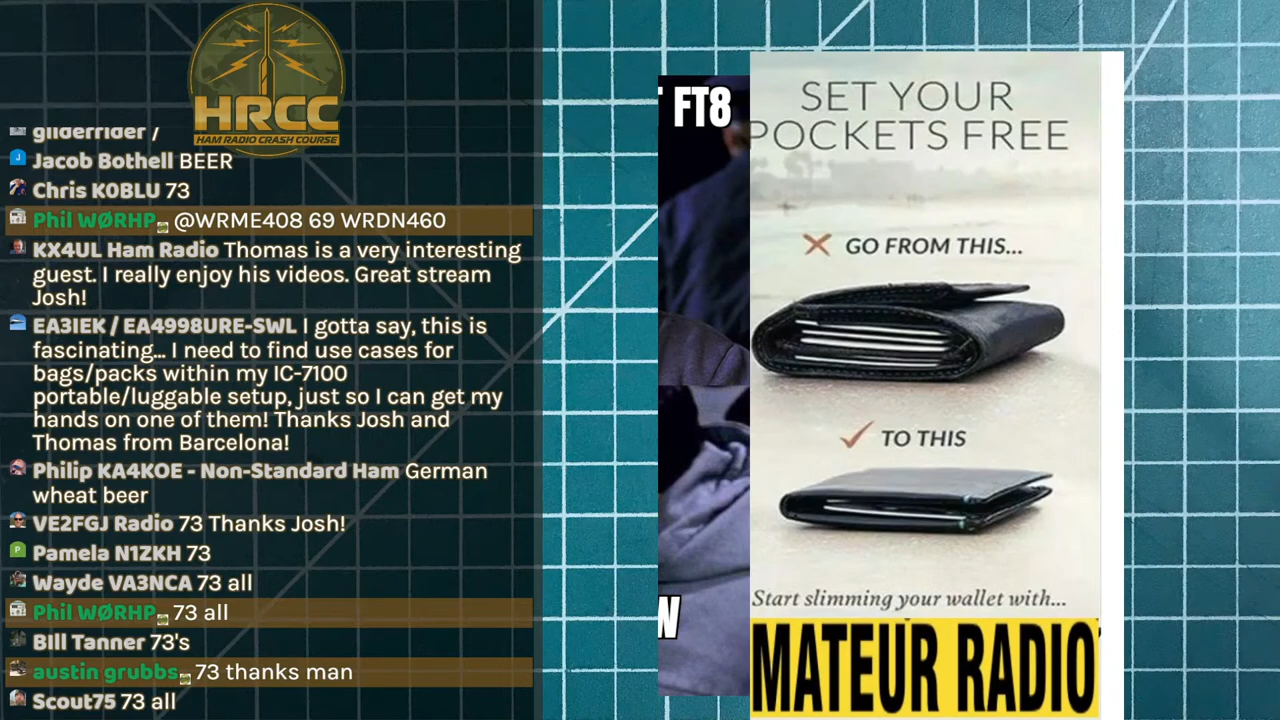 HRCC
HAM RADIO CRASH COURSE
gliderrider /
Jacob Bothell BEER
Chris K0BLU 73
Phil WØRHP @WRME408 69 WRDN460
KX4UL Ham Radio Thomas is a very interesting
guest. I really enjoy his videos. Great stream
Josh!
EA3IEK / EA4998URE-SWL I gotta say, this is
fascinating... I need to find use cases for
bags/packs within my IC-7100
portable/luggable setup, just so I can get my
hands on one of them! Thanks Josh and
Thomas from Barcelona!
Philip KA4KOE - Non-Standard Ham German
wheat beer
VE2FGJ Radio 73 Thanks Josh!
Pamela N1ZKH 73
Wayde VA3NCA 73 all
Phil WØRHP 73 all
Bill Tanner 73's
austin grubbs 73 thanks man
Scout75 73 all
FT8
W
SET YOUR
POCKETS FREE
GO FROM THIS...
TO THIS
Start slimming your wallet with...
MATEUR RADIO